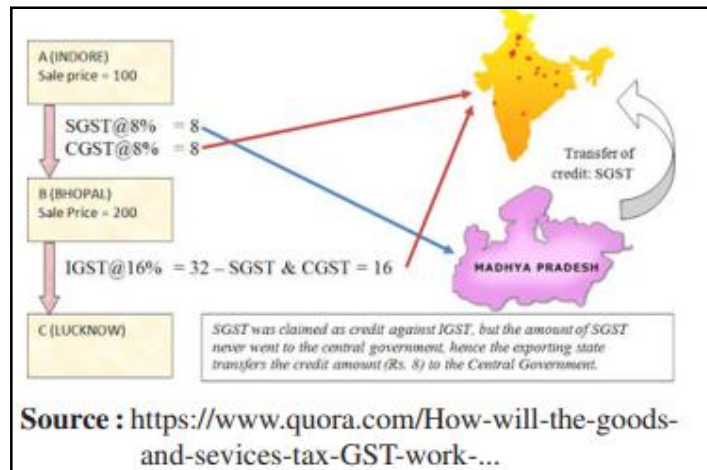 A (INDORE)
Sale price = 100
SGST@8% = 8
CGST@8% = 8
Transfer of
credit: SGST
B (BHOPAL)
Sale Price = 200
IGST@16% = 32 – SGST & CGST = 16
MADHYA PRADESH
C (LUCKNOW)
SGST was claimed as credit against IGST, but the amount of SGST
never went to the central government, hence the exporting state
transfers the credit amount (Rs. 8) to the Central Government.
Source : https://www.quora.com/How-will-the-goods-
and-sevices-tax-GST-work-...